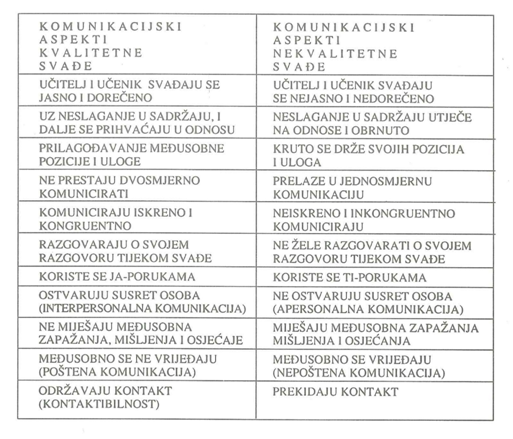 KOMUNIKACIJSKI
ASPEKTI
KVALITETNE
SVAĐE
KOMUNIKACIJSKI
ASPEKTI
NEKVALITETNE
SVAĐE
UČITELJ I UČENIK SVAĐAJU SE
JASNO I DOREČENO
UČITELJ I UČENIK SVAĐAJU
SE NEJASNO I NEDOREČENO
UZ NESLAGANJE U SADRŽAJU, I
DALJE SE PRIHVAĆAJU U ODNOSU
NESLAGANJE U SADRŽAJU UTJEČE
NA ODNOSE I OBRNUTO
PRILAGOĐAVANJE MEĐUSOBNE
POZICIJE I ULOGE
KRUTO SE DRŽE SVOJIH POZICIJA
I ULOGA
NE PRESTAJU DVOSMJERNO
KOMUNICIRATI
PRELAZE U JEDNOSMJERNU
KOMUNIKACIJU
KOMUNICIRAJU ISKRENO I
KONGRUENTNO
NEISKRENO I INKONGRUENTNO
KOMUNICIRAJU
RAZGOVARAJU O SVOJEM
RAZGOVORU TIJEKOM SVAĐE
NE ŽELE RAZGOVARATI O SVOJEM
RAZGOVORU TIJEKOM SVAĐE
KORISTE SE JA-PORUKAMA
KORISTE SE TI-PORUKAMA
OSTVARUJU SUSRET OSOBA
(INTERPERSONALNA KOMUNIKACIJA)
NE OSTVARUJU SUSRET OSOBA
(APERSONALNA KOMUNIKACIJA)
NE MIJEŠAJU MEĐUSOBNA
ZAPAŽANJA, MIŠLJENJA I OSJEĆAJE
MIJEŠAJU MEĐUSOBNA ZAPAŽANJA
MIŠLJENJA I OSJEĆANJA
MEĐUSOBNO SE NE VRIJEĐAJU
(POŠTENA KOMUNIKACIJA)
MEĐUSOBNO SE VRIJEĐAJU
(NEPOŠTENA KOMUNIKACIJA)
ODRŽAVAJU KONTAKT
(KONTAKTIBILNOST)
PREKIDAJU KONTAKT